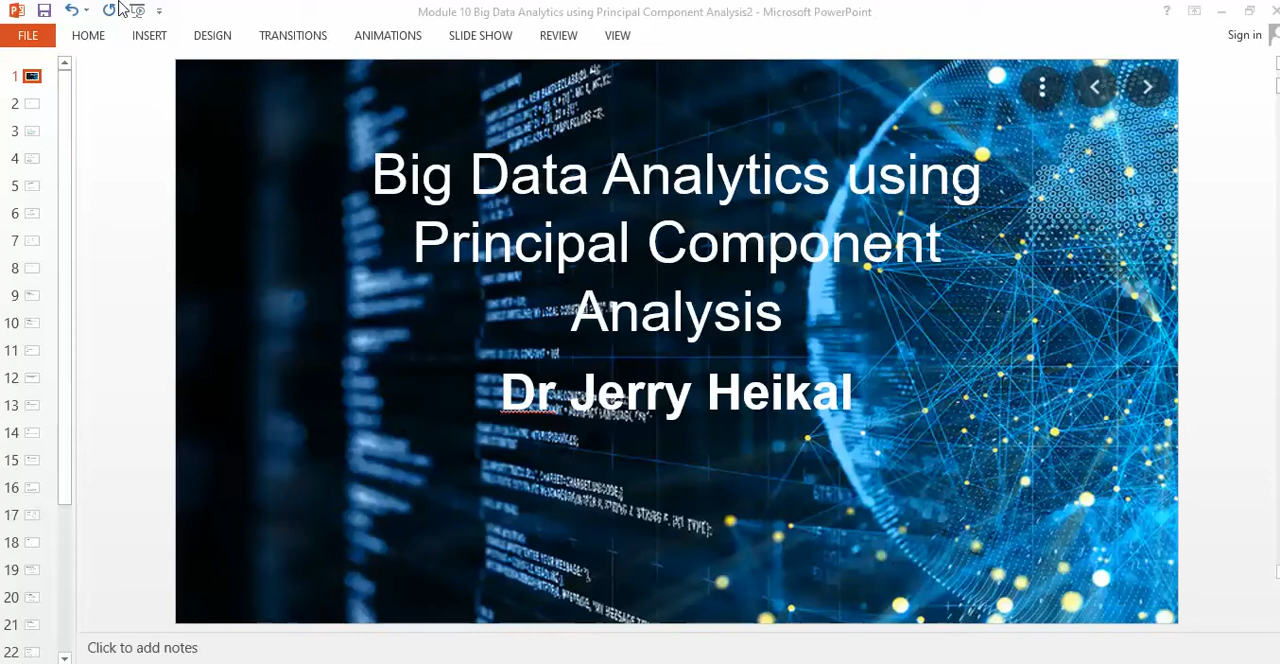 Module 10 Big Data Analytics using Principal Component Analysis2 - Microsoft PowerPoint
?
FILE HOME INSERT DESIGN TRANSITIONS ANIMATIONS SLIDE SHOW REVIEW VIEW
Sign in
1
2
3
4
5
6
7
8
9
10
11
12
13
14
15
16
17
18
19
20
21
22
Big Data Analytics using
Principal Component
Analysis
Dr Jerry Heikal
Click to add notes